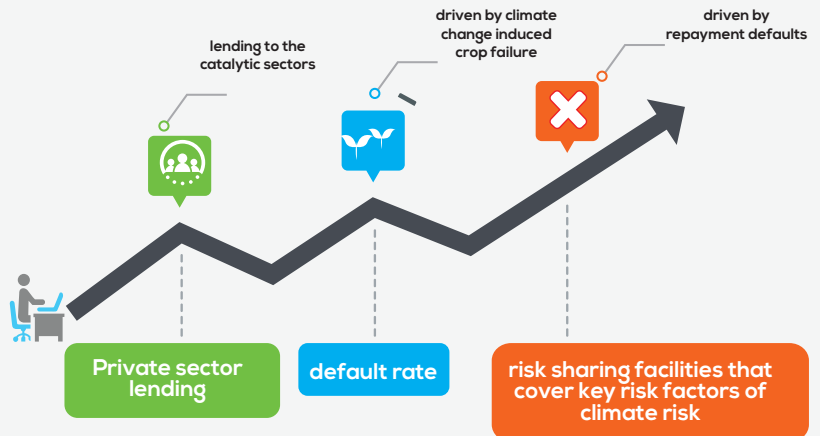 lending to the
catalytic sectors
driven by climate
change induced
crop failure
driven by
repayment defaults
Private sector
lending
default rate
risk sharing facilities that
cover key risk factors of
climate risk